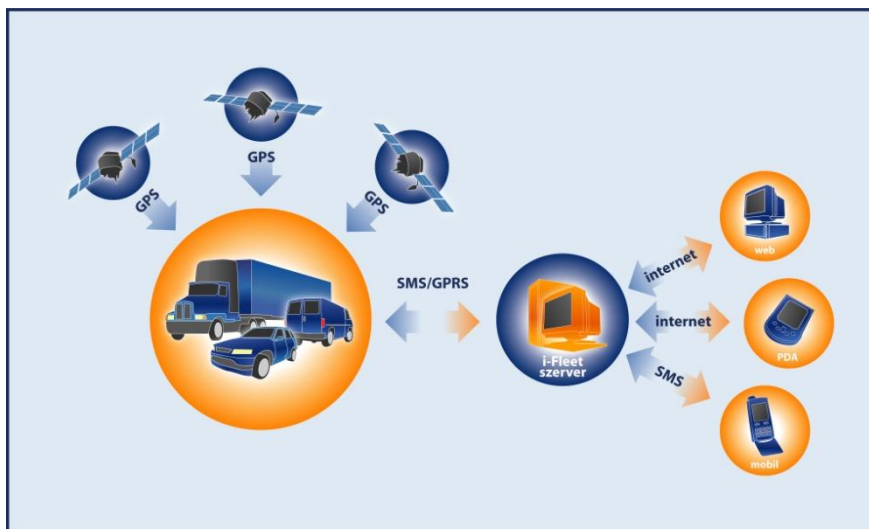 GPS
GPS
GPS
SMS/GPRS
i-Fleet
szerver
internet
web
internet
PDA
SMS
mobil